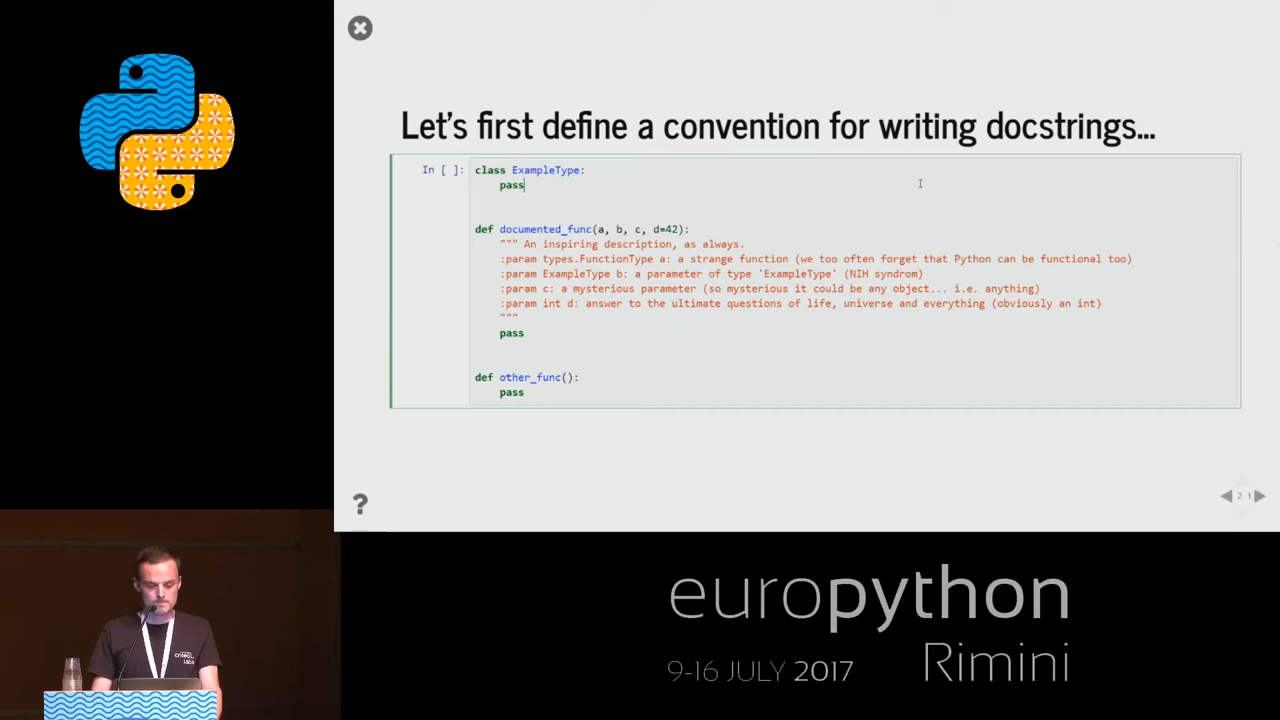 Let's first define a convention for writing docstrings...
In [ ]: class ExampleType:
pass
def documented_func(a, b, c, d=42):
""" An inspiring description, as always.
:param types.FunctionType a: a strange function (we too often forget that Python can be functional too)
:param ExampleType b: a parameter of type 'ExampleType' (NIH syndrom)
:param c: a mysterious parameter (so mysterious it could be any object... i.e. anything)
:param int d: answer to the ultimate questions of life, universe and everything (obviously an int)
"""
pass
def other_func():
pass
?
2 1
criteo
labs
europython
9-16 JULY 2017
Rimini